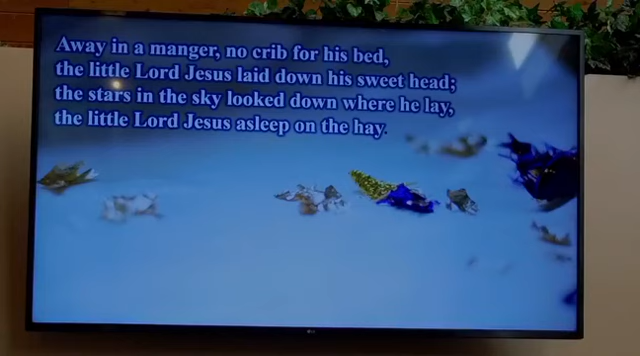 Away in a manger, no crib for his bed,
the little Lord Jesus laid down his sweet head;
the stars in the sky looked down where he lay,
the little Lord Jesus asleep on the hay.
LG